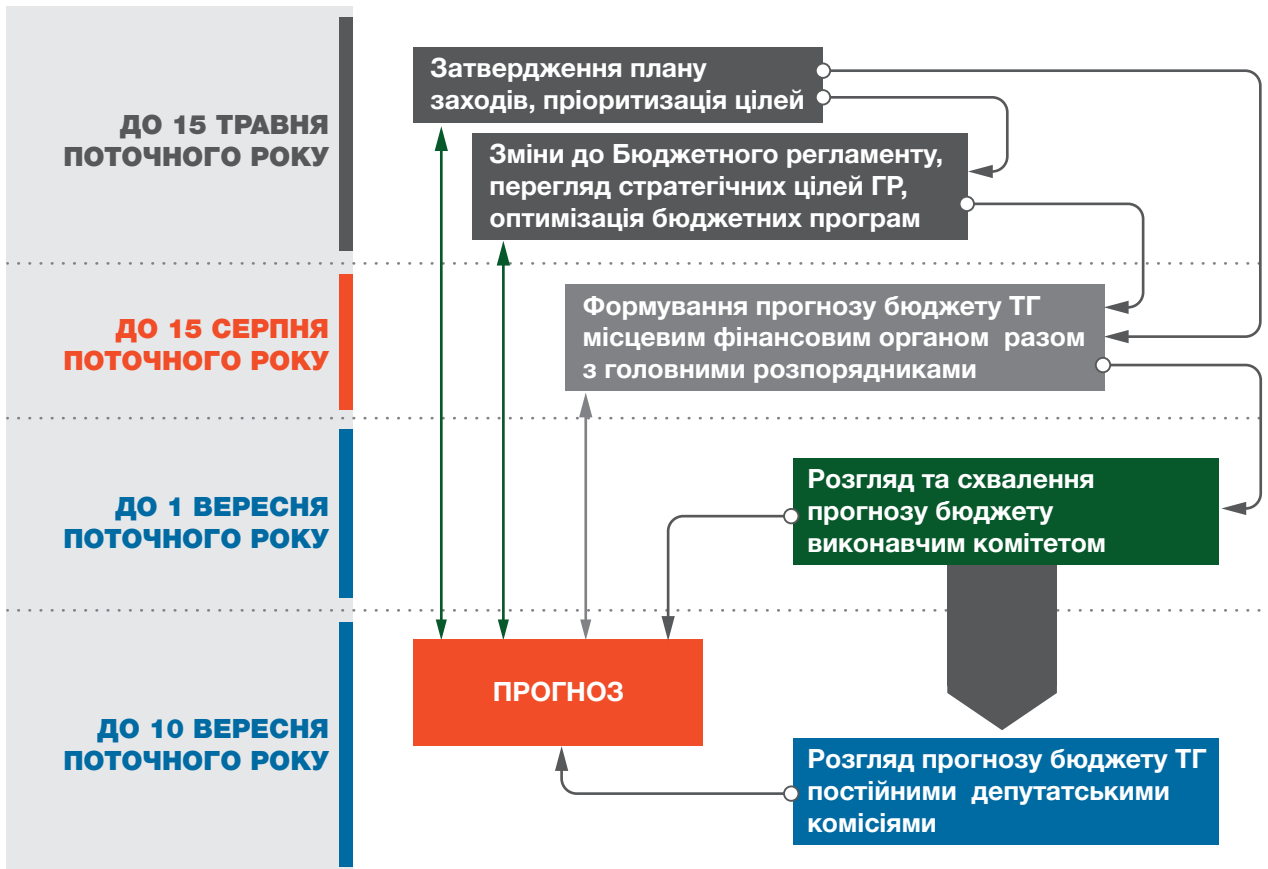 ДО 15 ТРАВНЯ
ПОТОЧНОГО РОКУ
Затвердження плану
заходів, пріоритизація цілей
Зміни до Бюджетного регламенту,
перегляд стратегічних цілей ГР,
оптимізація бюджетних програм
ДО 15 СЕРПНЯ
ПОТОЧНОГО РОКУ
Формування прогнозу бюджету ТГ
місцевим фінансовим органом разом
з головними розпорядниками
ДО 1 ВЕРЕСНЯ
ПОТОЧНОГО РОКУ
Розгляд та схвалення
прогнозу бюджету
виконавчим комітетом
ДО 10 ВЕРЕСНЯ
ПОТОЧНОГО РОКУ
ПРОГНОЗ
Розгляд прогнозу бюджету ТГ
постійними депутатськими
комісіями